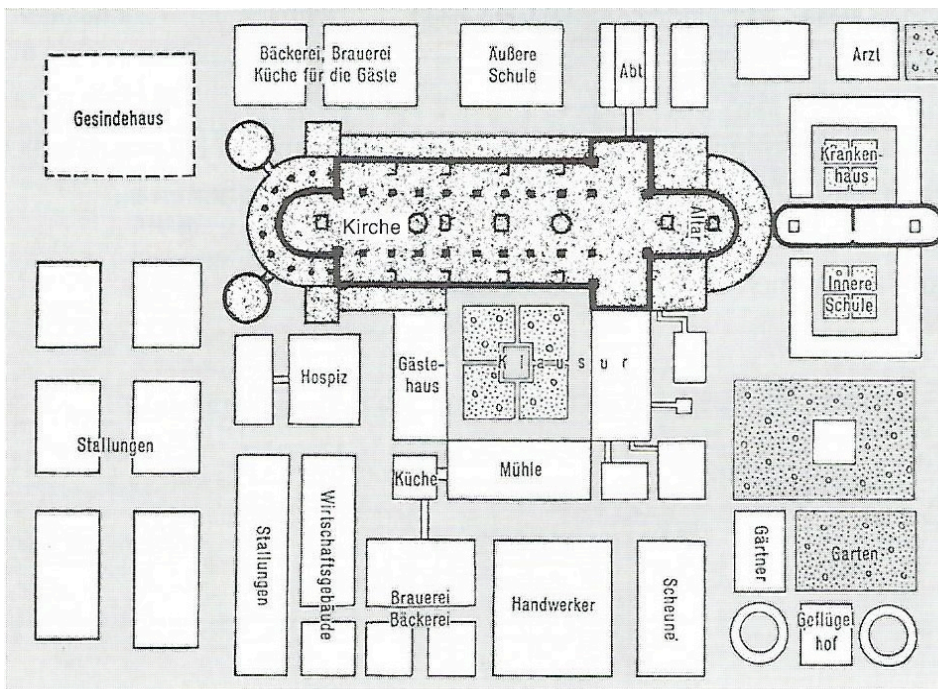 Bäckerei, Brauerei
Küche für die Gäste
Äußere
Schule
Abt
Arzt
Gesindehaus
Kranken-
haus
Kirche
Altar
Innere
Schule
Gäste-
haus
Klausur
Hospiz
Stallungen
Küche
Mühle
Stallungen
Wirtschaftsgebäude
Brauerei
Bäckerei
Handwerker
Scheune
Gärtner
Garten
Geflügel
hof